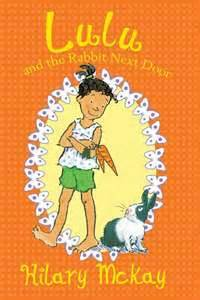 Lulu
and the Rabbit Next Door
Hilary McKay